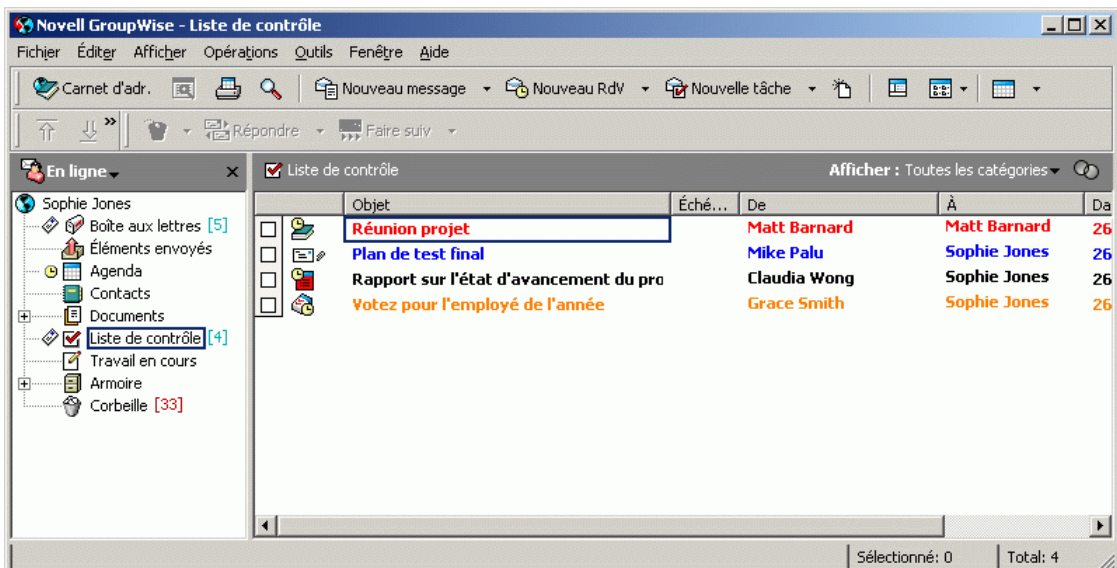 Novell GroupWise - Liste de contrôle
Fichier Éditer Afficher Opérations Outils Fenêtre Aide
Carnet d'adr. Nouveau message Nouveau RdV Nouvelle tâche
» Répondre Faire suiv
En ligne Liste de contrôle Afficher : Toutes les catégories
Sophie Jones
Boîte aux lettres [5]
Éléments envoyés
Agenda
Contacts
Documents
Liste de contrôle [4]
Travail en cours
Armoire
Corbeille [33]
Objet Éché... De À Da
Réunion projet Matt Barnard Matt Barnard 26
Plan de test final Mike Palu Sophie Jones 26
Rapport sur l'état d'avancement du pro Claudia Wong Sophie Jones 26
Votez pour l'employé de l'année Grace Smith Sophie Jones 26
Sélectionné: 0 Total: 4